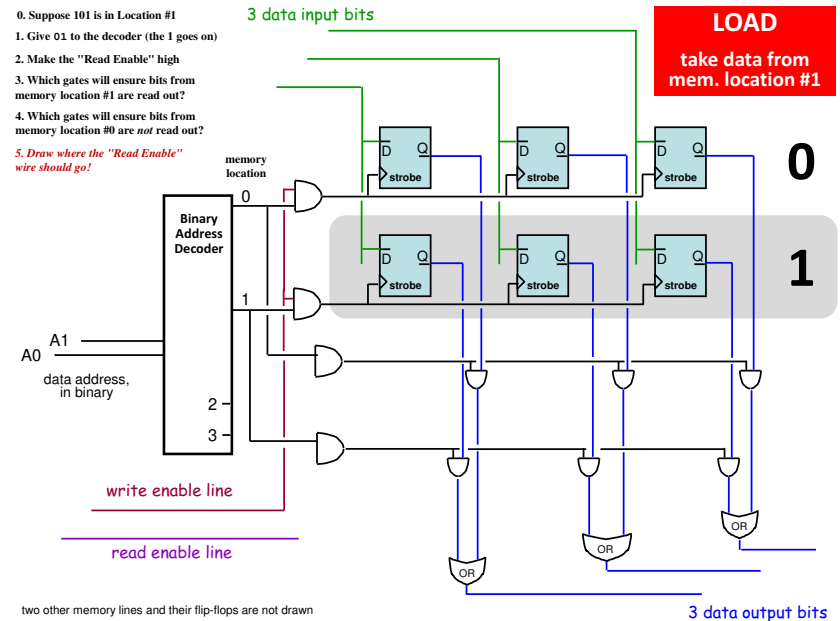 0. Suppose 101 is in Location #1
1. Give 01 to the decoder (the 1 goes on)
2. Make the "Read Enable" high
3. Which gates will ensure bits from
memory location #1 are read out?
4. Which gates will ensure bits from
memory location #0 are not read out?
5. Draw where the "Read Enable"
wire should go!
3 data input bits
LOAD
take data from
mem. location #1
memory
location
D
Q
strobe
D
Q
strobe
D
Q
strobe
0
0
Binary
Address
Decoder
D
Q
strobe
D
Q
strobe
D
Q
strobe
1
1
A1
A0
data address,
in binary
2
3
write enable line
read enable line
OR
OR
OR
two other memory lines and their flip-flops are not drawn
3 data output bits